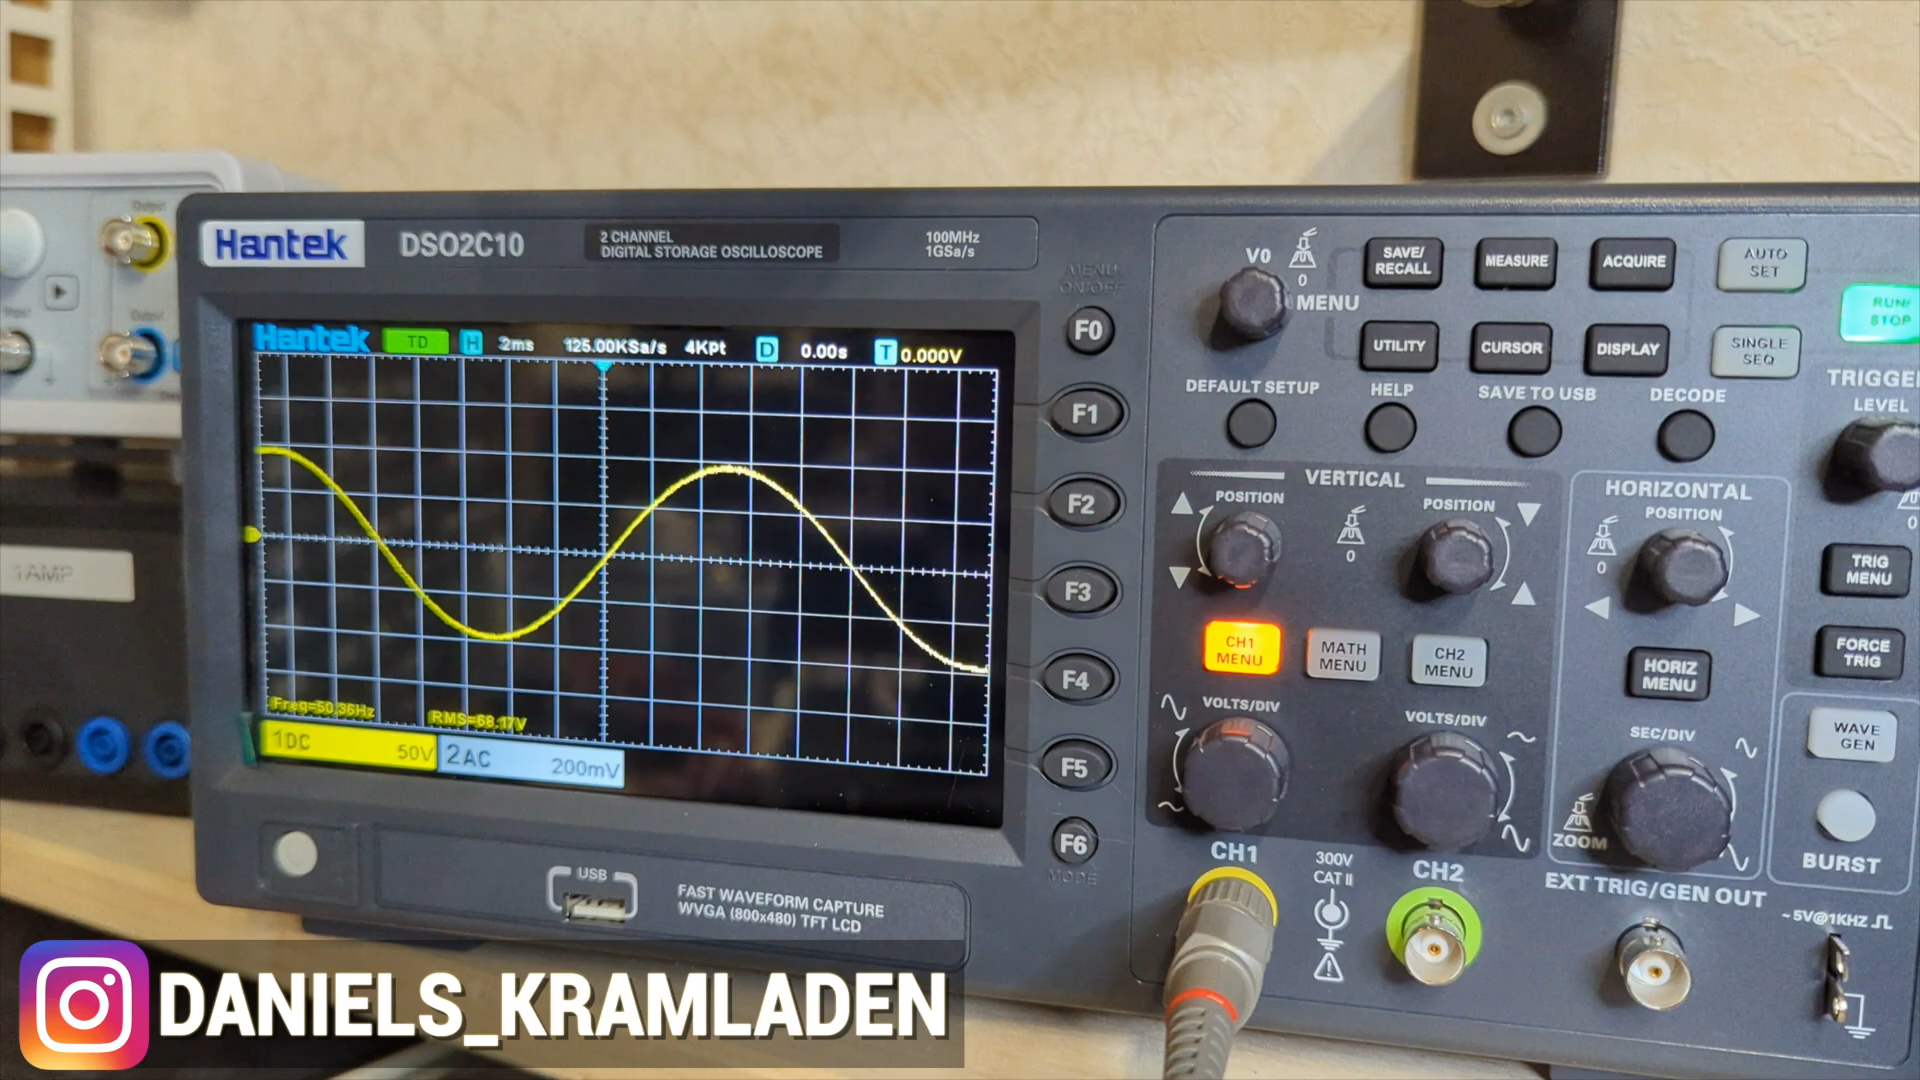 Output
Output
1AMP
Hantek
DSO2C10
2 CHANNEL
DIGITAL STORAGE OSCILLOSCOPE
100MHz
1GSa/s
MENU
ON/OFF
Hantek
TD
H
2ms
125.00KSa/s
4Kpt
D
0.00s
T
0.000V
Freq=50.36Hz
RMS=68.17V
1DC
50V
2AC
200mV
F0
F1
F2
F3
F4
F5
F6
MODE
USB
FAST WAVEFORM CAPTURE
WVGA (800x480) TFT LCD
V0
0
MENU
SAVE/
RECALL
MEASURE
ACQUIRE
AUTO
SET
RUN/
STOP
UTILITY
CURSOR
DISPLAY
SINGLE
SEQ
DEFAULT SETUP
HELP
SAVE TO USB
DECODE
TRIGGER
LEVEL
0
VERTICAL
POSITION
0
POSITION
CH1
MENU
MATH
MENU
CH2
MENU
VOLTS/DIV
VOLTS/DIV
HORIZONTAL
POSITION
0
HORIZ
MENU
SEC/DIV
ZOOM
TRIG
MENU
FORCE
TRIG
WAVE
GEN
BURST
CH1
300V
CAT II
CH2
EXT TRIG/GEN OUT
~5V@1KHZ
DANIELS_KRAMLADEN